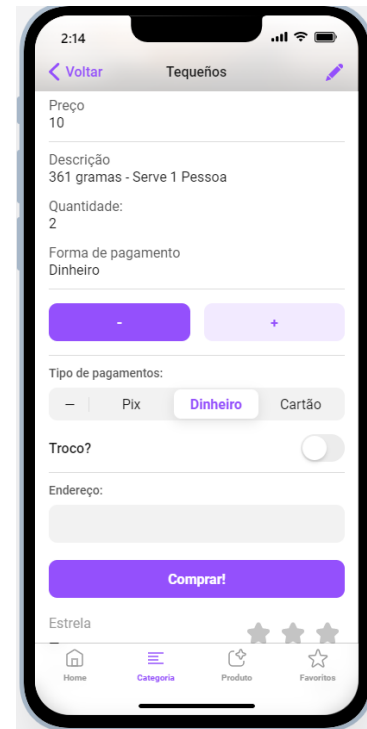 2:14
Voltar
Tequeños
Preço
10
Descrição
361 gramas - Serve 1 Pessoa
Quantidade:
2
Forma de pagamento
Dinheiro
-
+
Tipo de pagamentos:
— Pix Dinheiro Cartão
Troco?
Endereço:
Comprar!
Estrela
Home Categoria Produto Favoritos